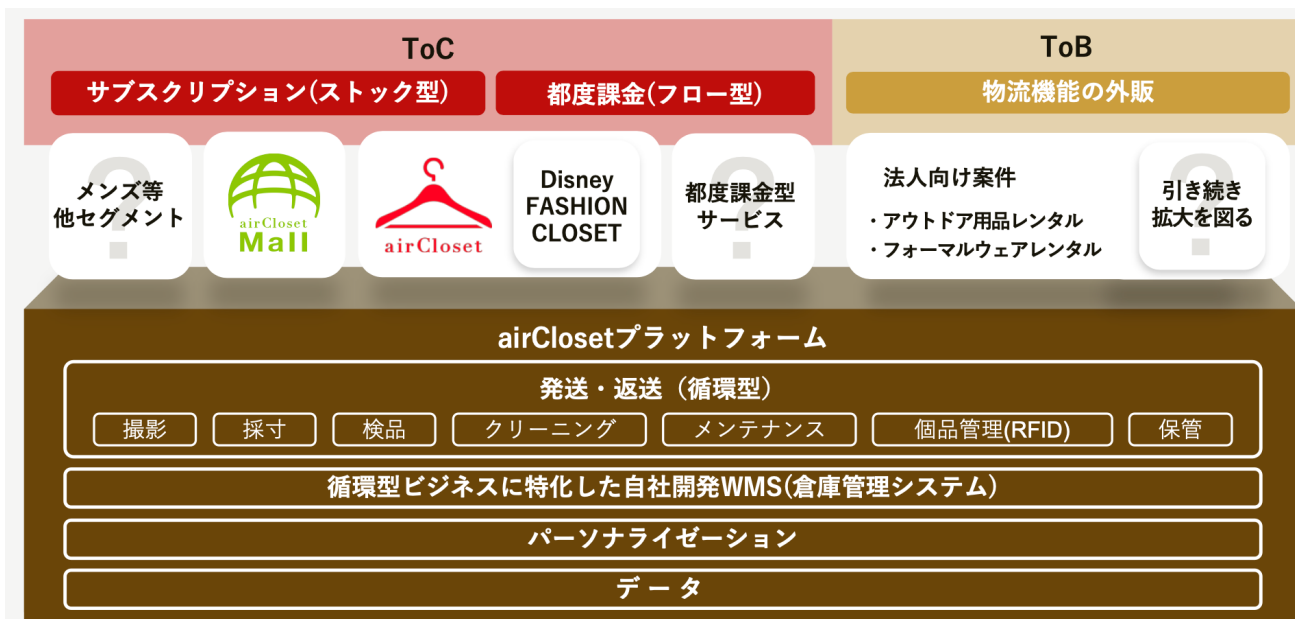 ToC
サブスクリプション(ストック型)
都度課金(フロー型)
ToB
物流機能の外販
?
メンズ等
他セグメント
airCloset
Mall
airCloset
Disney
FASHION
CLOSET
?
都度課金型
サービス
法人向け案件
・アウトドア用品レンタル
・フォーマルウェアレンタル
?
引き続き
拡大を図る
airClosetプラットフォーム
発送・返送（循環型）
撮影
採寸
検品
クリーニング
メンテナンス
個品管理(RFID)
保管
循環型ビジネスに特化した自社開発WMS(倉庫管理システム)
パーソナライゼーション
データ